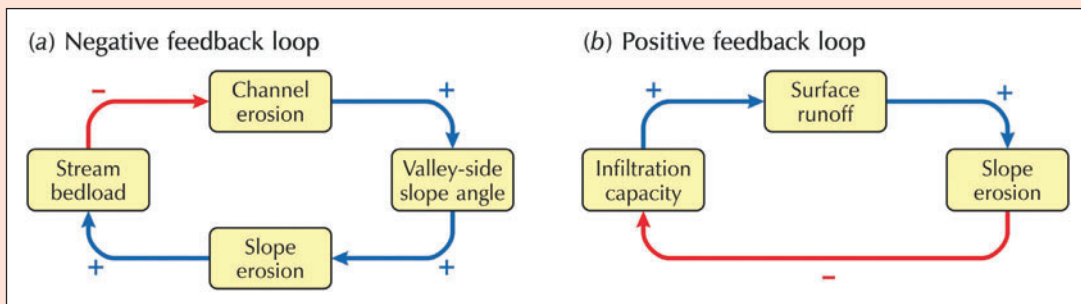 (a) Negative feedback loop
Channel
erosion
Valley-side
slope angle
Slope
erosion
Stream
bedload
−
+
+
+
(b) Positive feedback loop
Surface
runoff
Slope
erosion
Infiltration
capacity
+
+
−